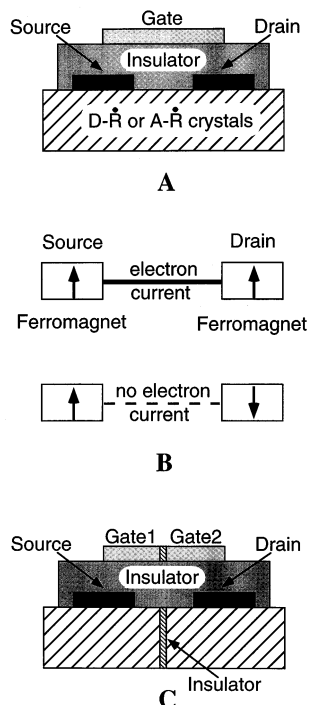 Gate
Source Drain
Insulator
D-Ṙ or A-Ṙ crystals
A
Source Drain
electron
current
Ferromagnet Ferromagnet
no electron
current
B
Gate1 Gate2
Source Drain
Insulator
Insulator
C